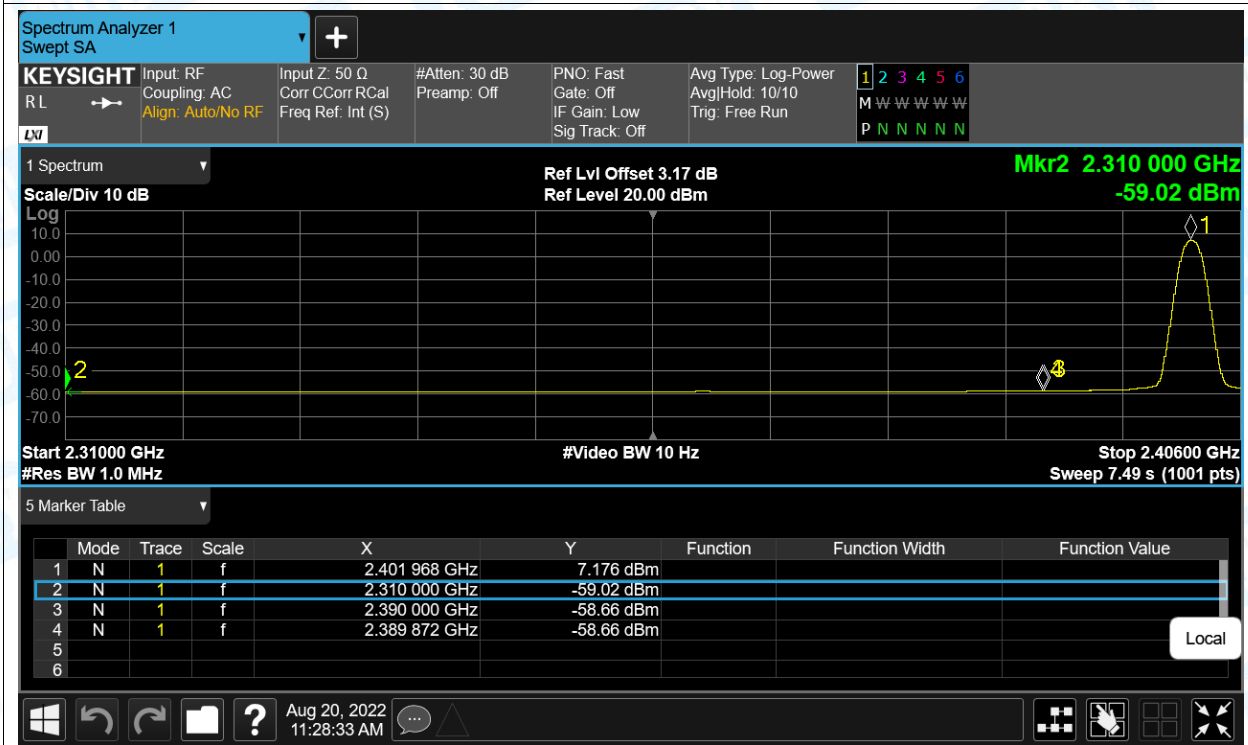 Spectrum Analyzer 1
Swept SA
+
KEYSIGHT Input: RF Input Z: 50 Ω #Atten: 30 dB PNO: Fast Avg Type: Log-Power 1 2 3 4 5 6
RL Coupling: AC Corr CCorr RCal Preamp: Off Gate: Off Avg|Hold: 10/10 M W W W W W
Align: Auto/No RF Freq Ref: Int (S) IF Gain: Low Trig: Free Run
LXI Sig Track: Off P N N N N N
1 Spectrum Ref Lvl Offset 3.17 dB Mkr2 2.310 000 GHz
Scale/Div 10 dB Ref Level 20.00 dBm -59.02 dBm
Log
10.0 1
0.00
-10.0
-20.0
-30.0
-40.0
-50.0 2 4 3
-60.0
-70.0
Start 2.31000 GHz #Video BW 10 Hz Stop 2.40600 GHz
#Res BW 1.0 MHz Sweep 7.49 s (1001 pts)
5 Marker Table
Mode Trace Scale X Y Function Function Width Function Value
1 N 1 f 2.401 968 GHz 7.176 dBm
2 N 1 f 2.310 000 GHz -59.02 dBm
3 N 1 f 2.390 000 GHz -58.66 dBm
4 N 1 f 2.389 872 GHz -58.66 dBm
5
6
Local
? Aug 20, 2022
11:28:33 AM